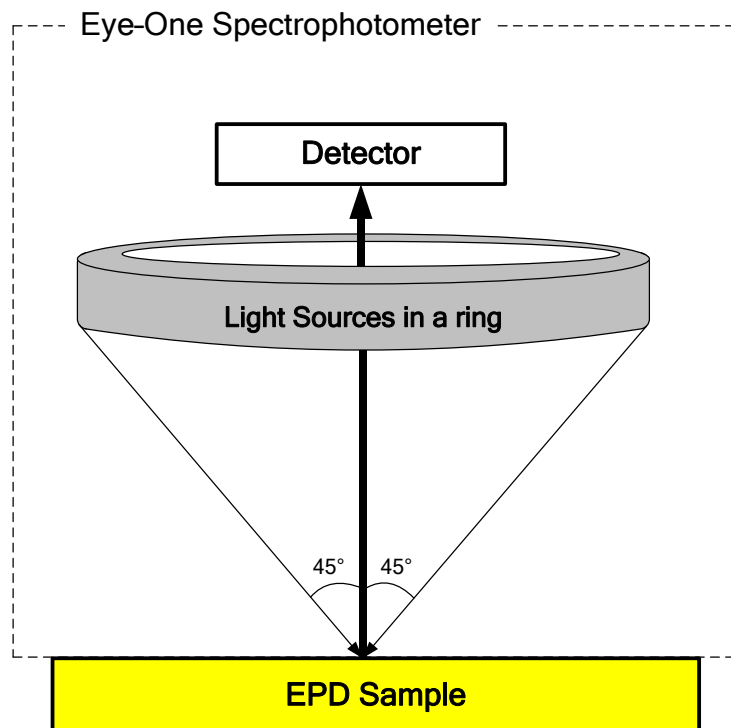 Eye-One Spectrophotometer
Detector
Light Sources in a ring
45° 45°
EPD Sample